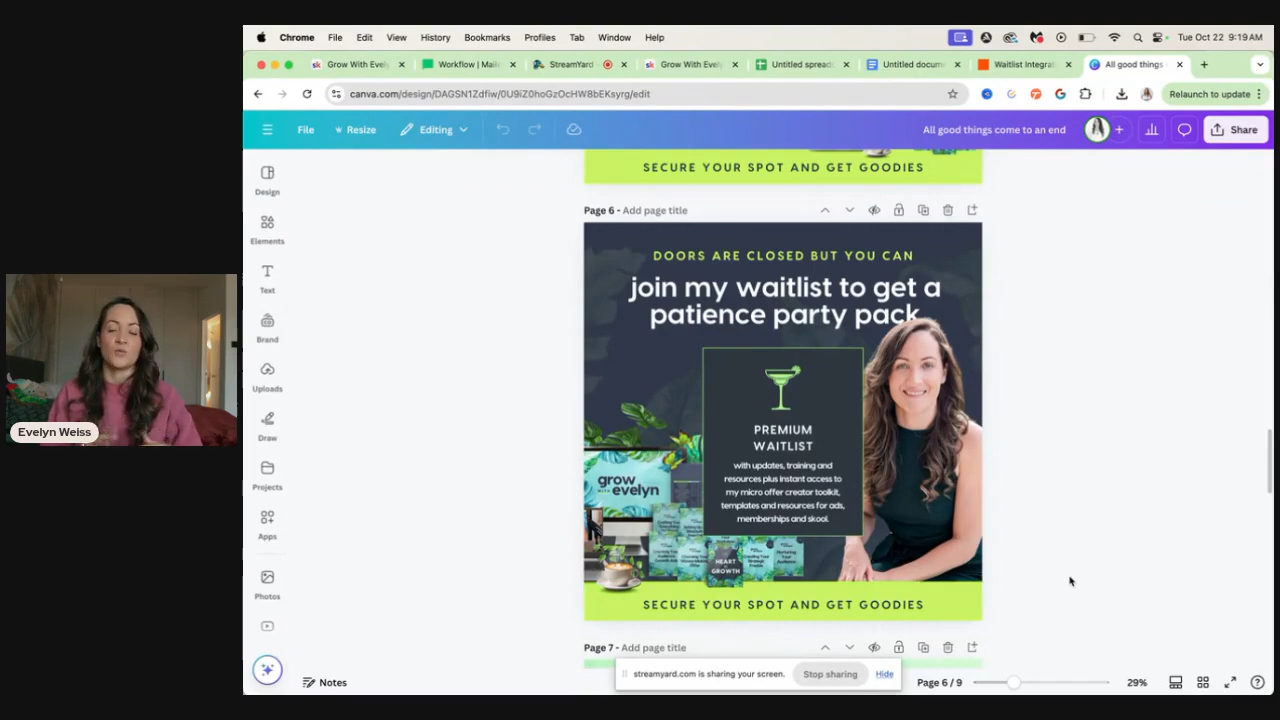 Chrome File Edit View History Bookmarks Profiles Tab Window Help Tue Oct 22 9:19 AM
Grow With Evely Workflow | Maile StreamYard Grow With Evely Untitled spread Untitled docum Waitlist Integrat All good things
canva.com/design/DAGSN1Zdfiw/0U9iZ0hoGzOcHW8bEKsyrg/edit Relaunch to update
File Resize Editing All good things come to an end Share
Design
Elements
Text
Brand
Uploads
Draw
Projects
Apps
Photos
SECURE YOUR SPOT AND GET GOODIES
Page 6 - Add page title
DOORS ARE CLOSED BUT YOU CAN
join my waitlist to get a
patience party pack
PREMIUM
WAITLIST
with updates, training and
resources plus instant access to
my micro offer creator toolkit,
templates and resources for ads,
memberships and skool.
grow
WITH
evelyn
HEART
GROWTH
SECURE YOUR SPOT AND GET GOODIES
Page 7 - Add page title
streamyard.com is sharing your screen. Stop sharing Hide
Notes Page 6 / 9 29%
Evelyn Weiss